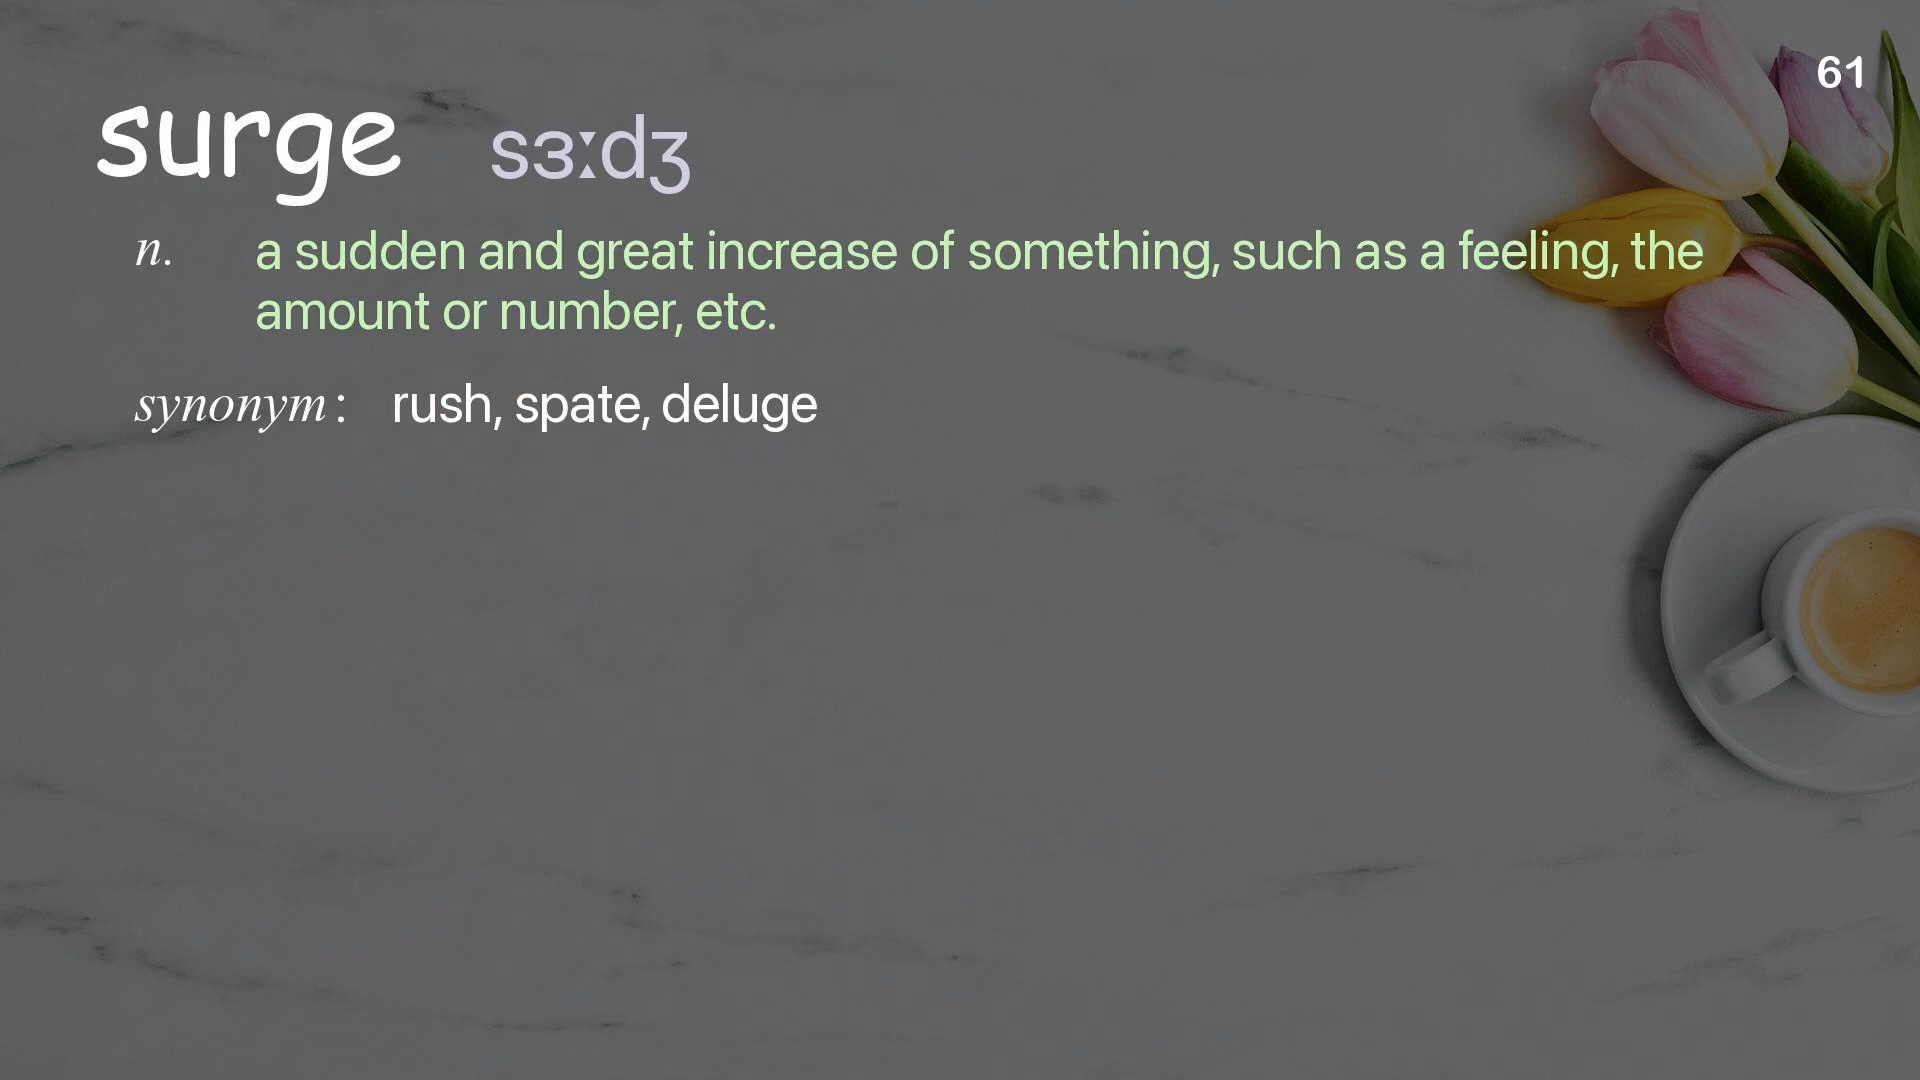 61
surge sɜːdʒ
n. a sudden and great increase of something, such as a feeling, the
amount or number, etc.
synonym: rush, spate, deluge